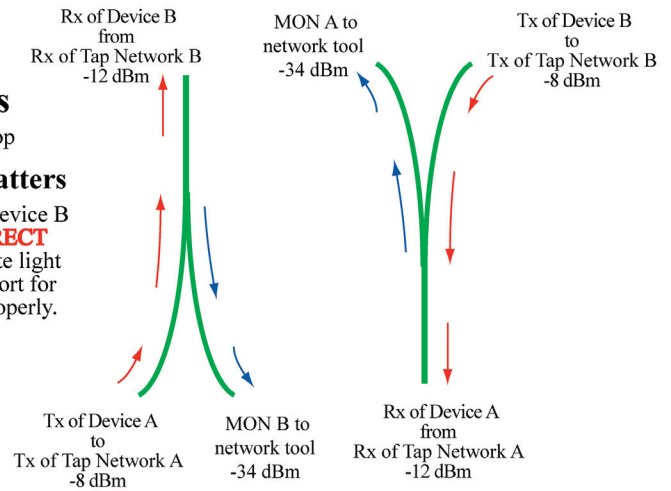 Rx of Device B
from
Rx of Tap Network B
-12 dBm
MON A to
network tool
-34 dBm
Tx of Device B
to
Tx of Tap Network B
-8 dBm
s
op
atters
evice B
RECT
te light
ort for
operly.
Tx of Device A
to
Tx of Tap Network A
-8 dBm
MON B to
network tool
-34 dBm
Rx of Device A
from
Rx of Tap Network A
-12 dBm